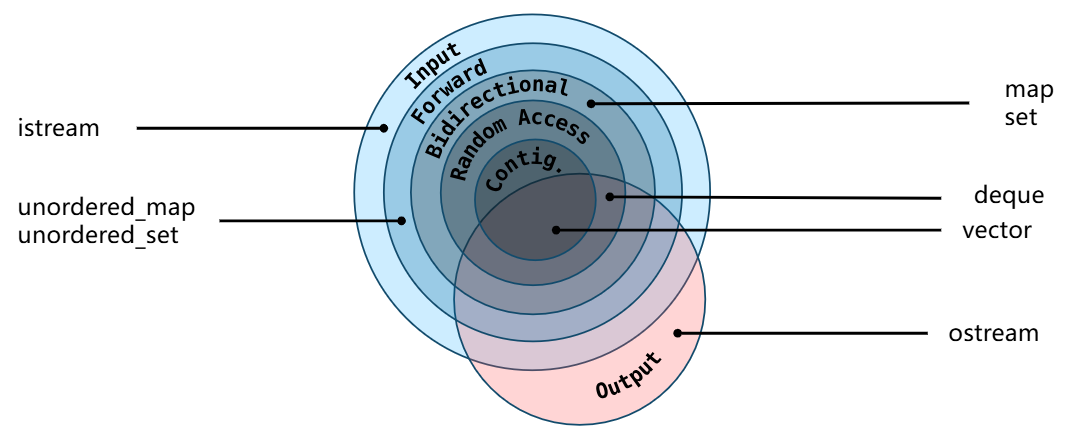 Input
Forward
Bidirectional
Random Access
Contig.
Output
istream
unordered_map
unordered_set
map
set
deque
vector
ostream